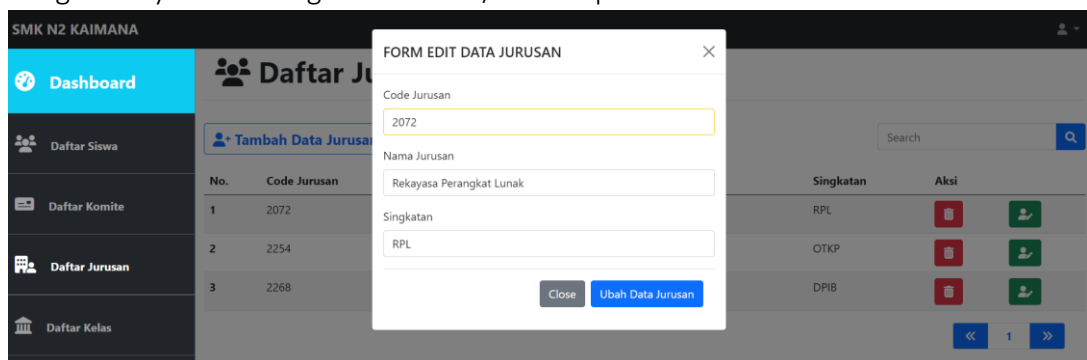 SMK N2 KAIMANA
Dashboard
Daftar Siswa
Daftar Komite
Daftar Jurusan
Daftar Kelas
Daftar Ju
Tambah Data Jurusa
Search
No. Code Jurusan Singkatan Aksi
1 2072 RPL
2 2254 OTKP
3 2268 DPIB
« 1 »
FORM EDIT DATA JURUSAN
Code Jurusan
2072
Nama Jurusan
Rekayasa Perangkat Lunak
Singkatan
RPL
Close Ubah Data Jurusan